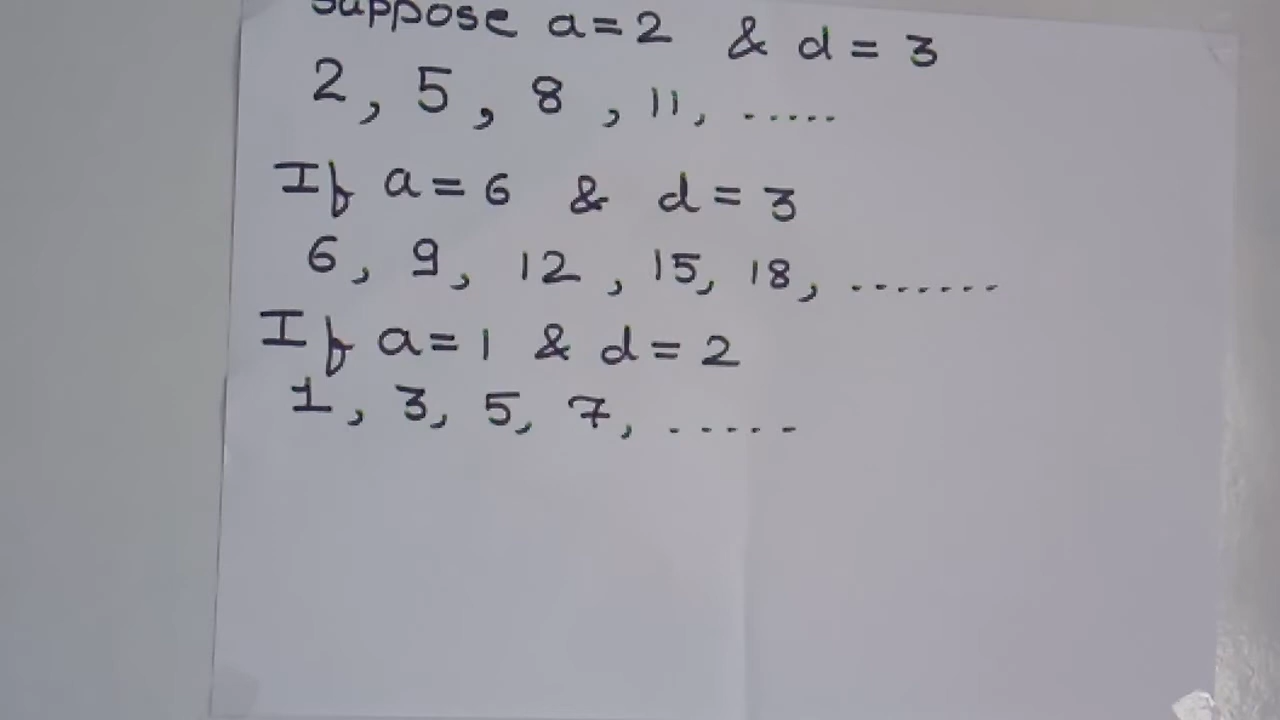 Suppose a=2 & d=3
2, 5, 8, 11, .....
If a=6 & d=3
6, 9, 12, 15, 18, .......
If a=1 & d=2
1, 3, 5, 7, .....